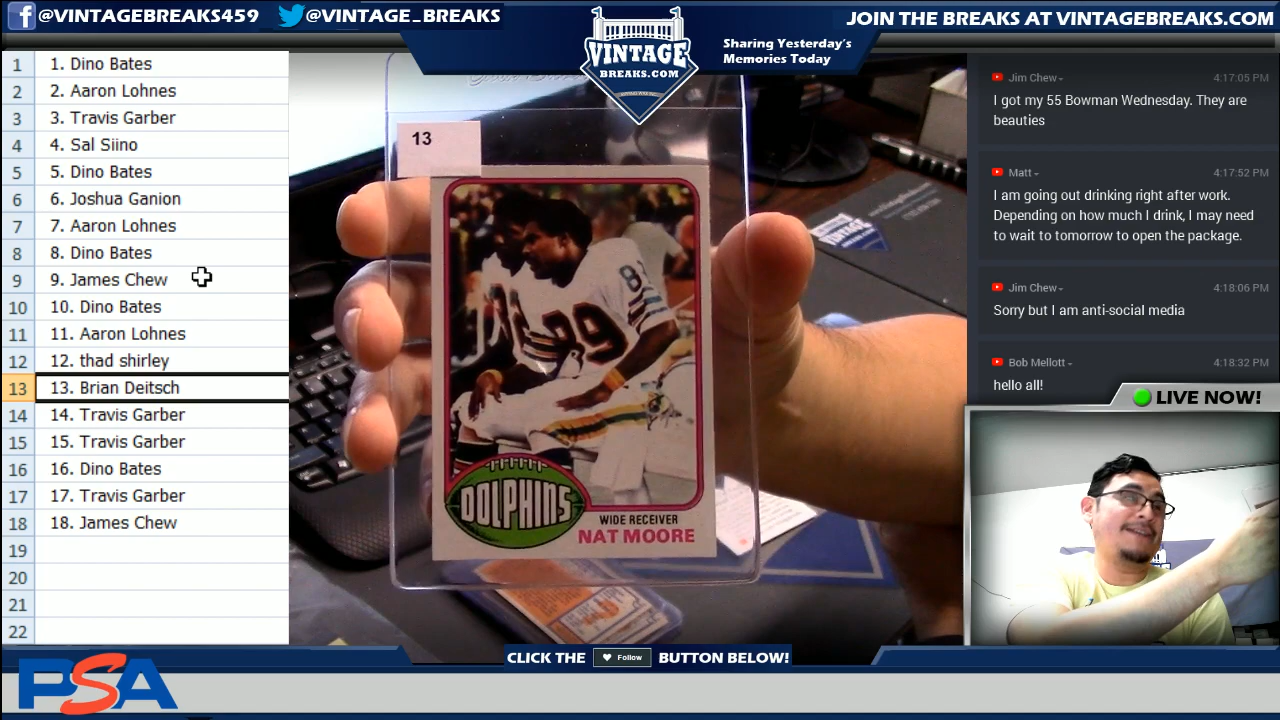 @VINTAGEBREAKS459
@VINTAGE_BREAKS
VINTAGE
BREAKS.COM
Sharing Yesterday's
Memories Today
JOIN THE BREAKS AT VINTAGEBREAKS.COM
1 1. Dino Bates
2 2. Aaron Lohnes
3 3. Travis Garber
4 4. Sal Siino
5 5. Dino Bates
6 6. Joshua Ganion
7 7. Aaron Lohnes
8 8. Dino Bates
9 9. James Chew
10 10. Dino Bates
11 11. Aaron Lohnes
12 12. thad shirley
13 13. Brian Deitsch
14 14. Travis Garber
15 15. Travis Garber
16 16. Dino Bates
17 17. Travis Garber
18 18. James Chew
19
20
21
22
13
89
DOLPHINS
WIDE RECEIVER
NAT MOORE
Jim Chew 4:17:05 PM
I got my 55 Bowman Wednesday. They are
beauties
Matt 4:17:52 PM
I am going out drinking right after work.
Depending on how much I drink, I may need
to wait to tomorrow to open the package.
Jim Chew 4:18:06 PM
Sorry but I am anti-social media
Bob Mellott 4:18:32 PM
hello all!
LIVE NOW!
CLICK THE Follow BUTTON BELOW!
PSA